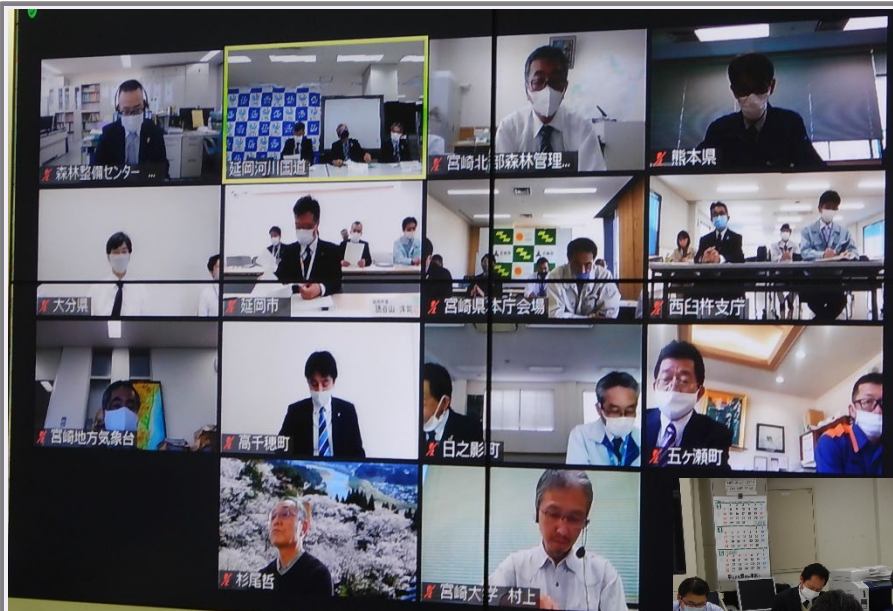 森林整備センター ...
延岡河川国道
宮崎北部森林管理...
熊本県
大分県
延岡市
宮崎県本庁会場
西臼杵支庁
宮崎地方気象台
高千穂町
日之影町
五ヶ瀬町
杉尾哲
宮崎大学 村上